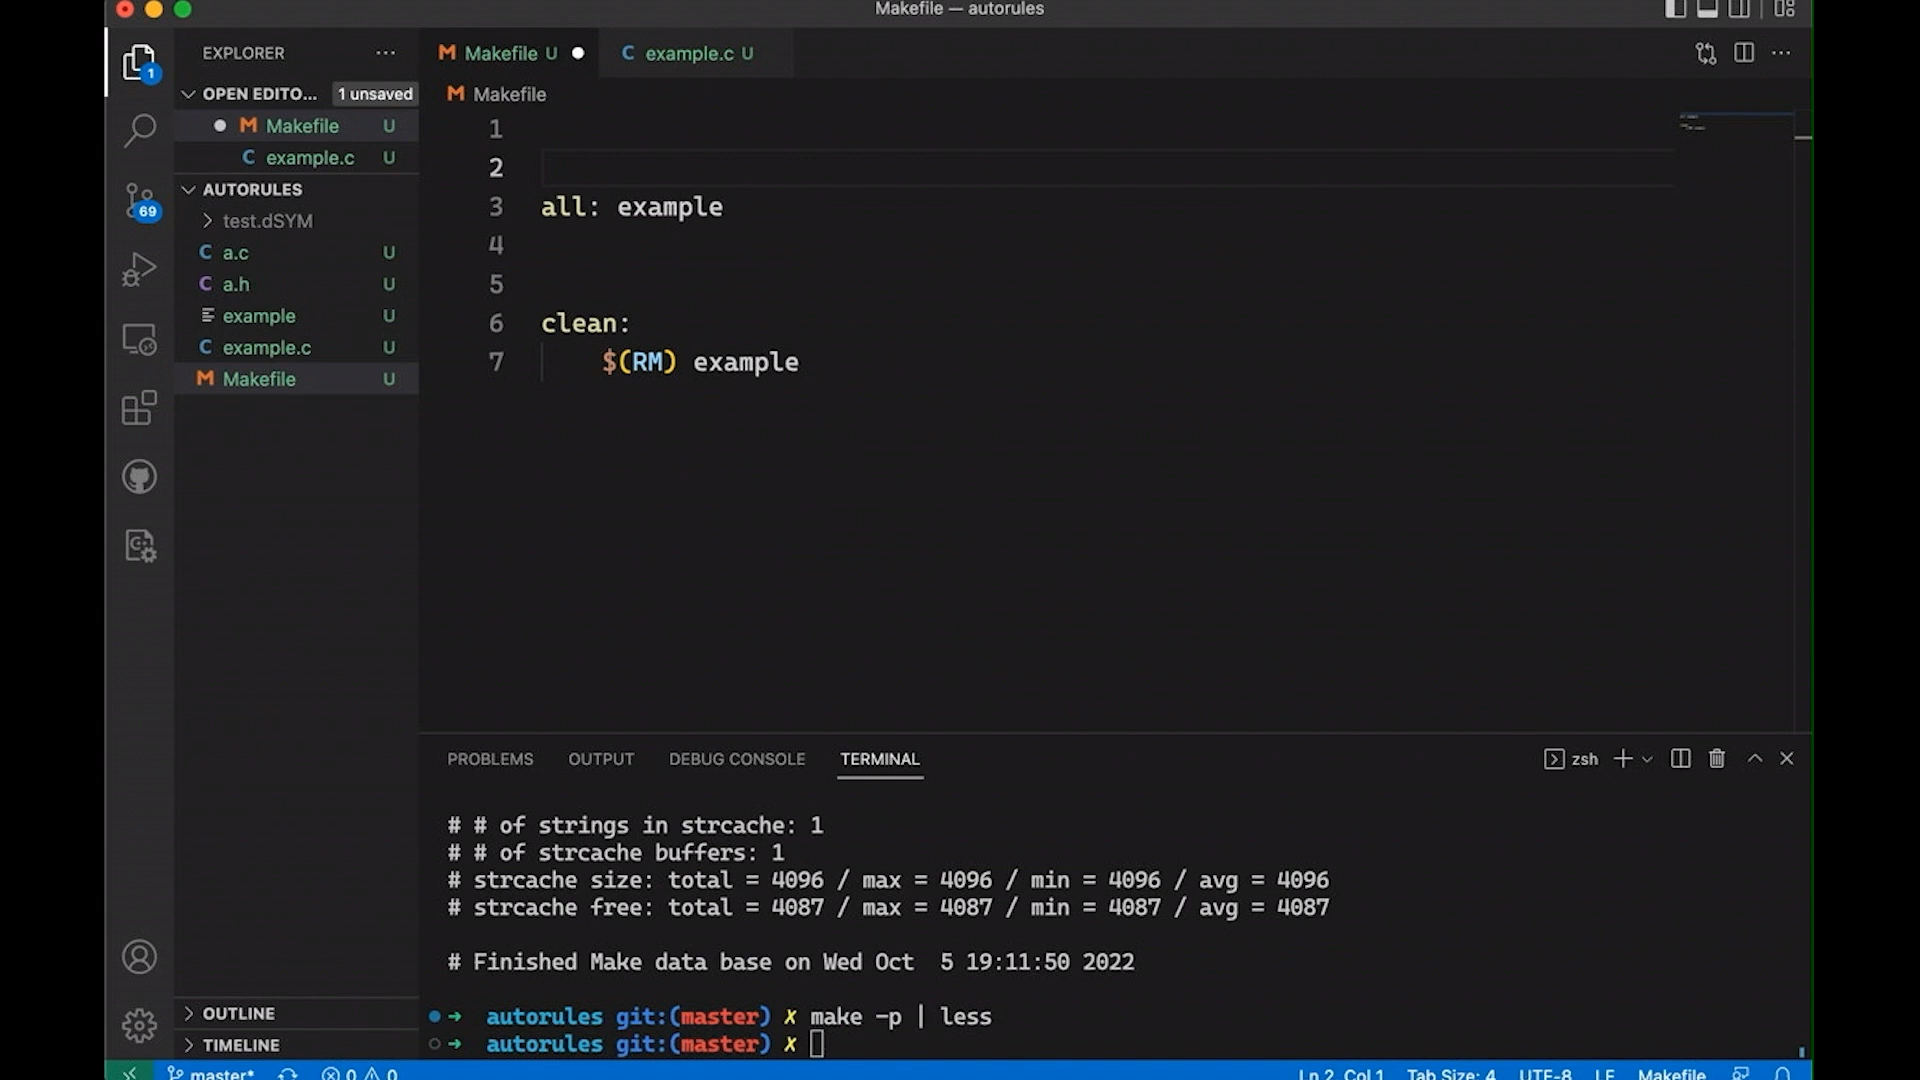 Makefile — autorules
EXPLORER
Makefile U
example.c U
OPEN EDITO... 1 unsaved
Makefile U
example.c U
AUTORULES
test.dSYM
a.c U
a.h U
example U
example.c U
Makefile U
OUTLINE
TIMELINE
1
69
Makefile
1
2
3 all: example
4
5
6 clean:
7 $(RM) example
PROBLEMS OUTPUT DEBUG CONSOLE TERMINAL
zsh
# # of strings in strcache: 1
# # of strcache buffers: 1
# strcache size: total = 4096 / max = 4096 / min = 4096 / avg = 4096
# strcache free: total = 4087 / max = 4087 / min = 4087 / avg = 4087
# Finished Make data base on Wed Oct  5 19:11:50 2022
autorules git:(master) ✗ make -p | less
autorules git:(master) ✗
master* 0 0 Ln 2, Col 1 Tab Size: 4 UTF-8 LF Makefile